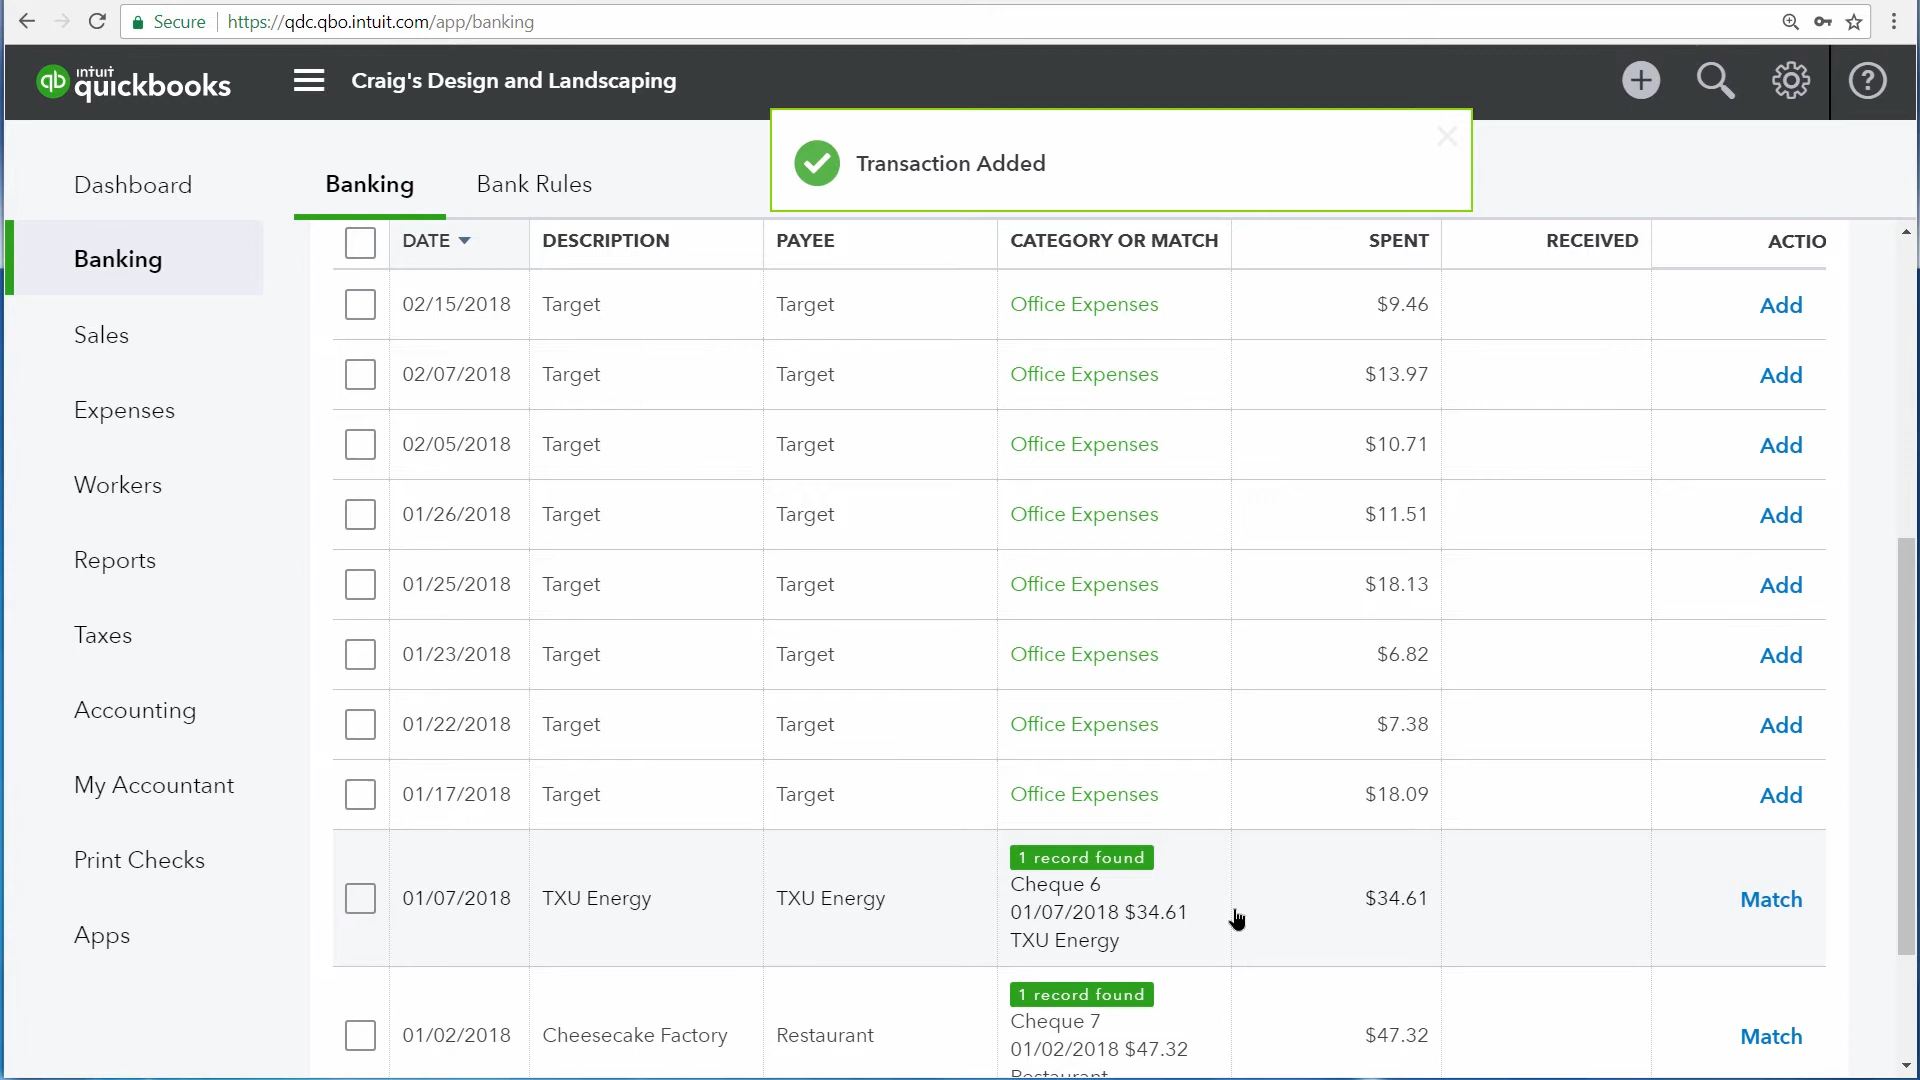 Secure https://qdc.qbo.intuit.com/app/banking
intuit
qb quickbooks
Craig's Design and Landscaping
Transaction Added
Banking
Bank Rules
Dashboard
Banking
Sales
Expenses
Workers
Reports
Taxes
Accounting
My Accountant
Print Checks
Apps
DATE DESCRIPTION PAYEE CATEGORY OR MATCH SPENT RECEIVED ACTIO
02/15/2018 Target Target Office Expenses $9.46 Add
02/07/2018 Target Target Office Expenses $13.97 Add
02/05/2018 Target Target Office Expenses $10.71 Add
01/26/2018 Target Target Office Expenses $11.51 Add
01/25/2018 Target Target Office Expenses $18.13 Add
01/23/2018 Target Target Office Expenses $6.82 Add
01/22/2018 Target Target Office Expenses $7.38 Add
01/17/2018 Target Target Office Expenses $18.09 Add
1 record found
Cheque 6
01/07/2018 TXU Energy TXU Energy 01/07/2018 $34.61 $34.61 Match
TXU Energy
1 record found
Cheque 7
01/02/2018 Cheesecake Factory Restaurant 01/02/2018 $47.32 $47.32 Match
Restaurant